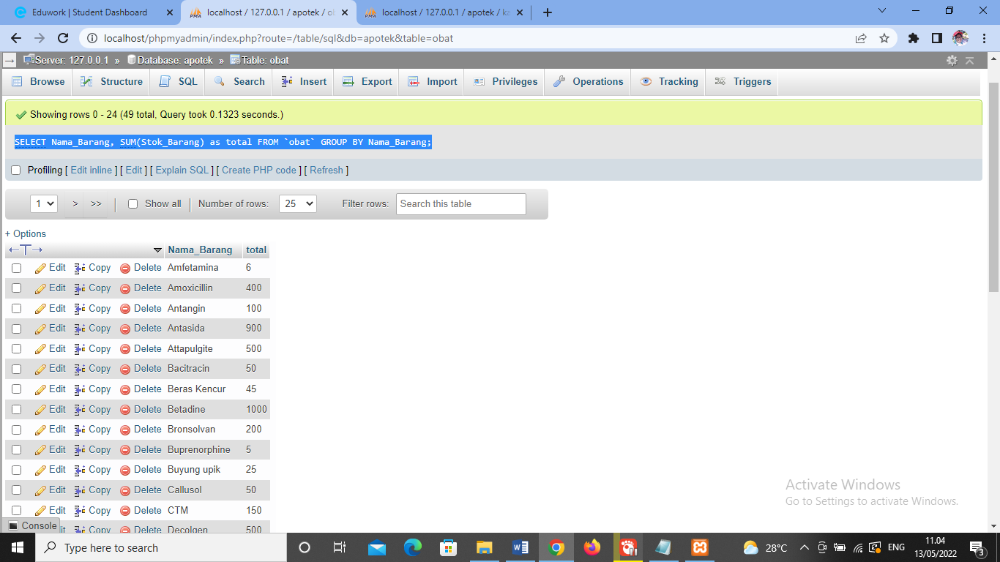 Eduwork | Student Dashboard
localhost / 127.0.0.1 / apotek / ob
localhost / 127.0.0.1 / apotek / ka
localhost/phpmyadmin/index.php?route=/table/sql&db=apotek&table=obat
Server: 127.0.0.1 » Database: apotek » Table: obat
Browse Structure SQL Search Insert Export Import Privileges Operations Tracking Triggers
Showing rows 0 - 24 (49 total, Query took 0.1323 seconds.)
SELECT Nama_Barang, SUM(Stok_Barang) as total FROM `obat` GROUP BY Nama_Barang;
Profiling [ Edit inline ] [ Edit ] [ Explain SQL ] [ Create PHP code ] [ Refresh ]
1 > >> Show all Number of rows: 25 Filter rows: Search this table
+ Options
Nama_Barang total
Edit Copy Delete Amfetamina 6
Edit Copy Delete Amoxicillin 400
Edit Copy Delete Antangin 100
Edit Copy Delete Antasida 900
Edit Copy Delete Attapulgite 500
Edit Copy Delete Bacitracin 50
Edit Copy Delete Beras Kencur 45
Edit Copy Delete Betadine 1000
Edit Copy Delete Bronsolvan 200
Edit Copy Delete Buprenorphine 5
Edit Copy Delete Buyung upik 25
Edit Copy Delete Callusol 50
Edit Copy Delete CTM 150
Copy Delete Decolgen 500
Console
Activate Windows
Go to Settings to activate Windows.
Type here to search
28°C
ENG
11.04
13/05/2022
3